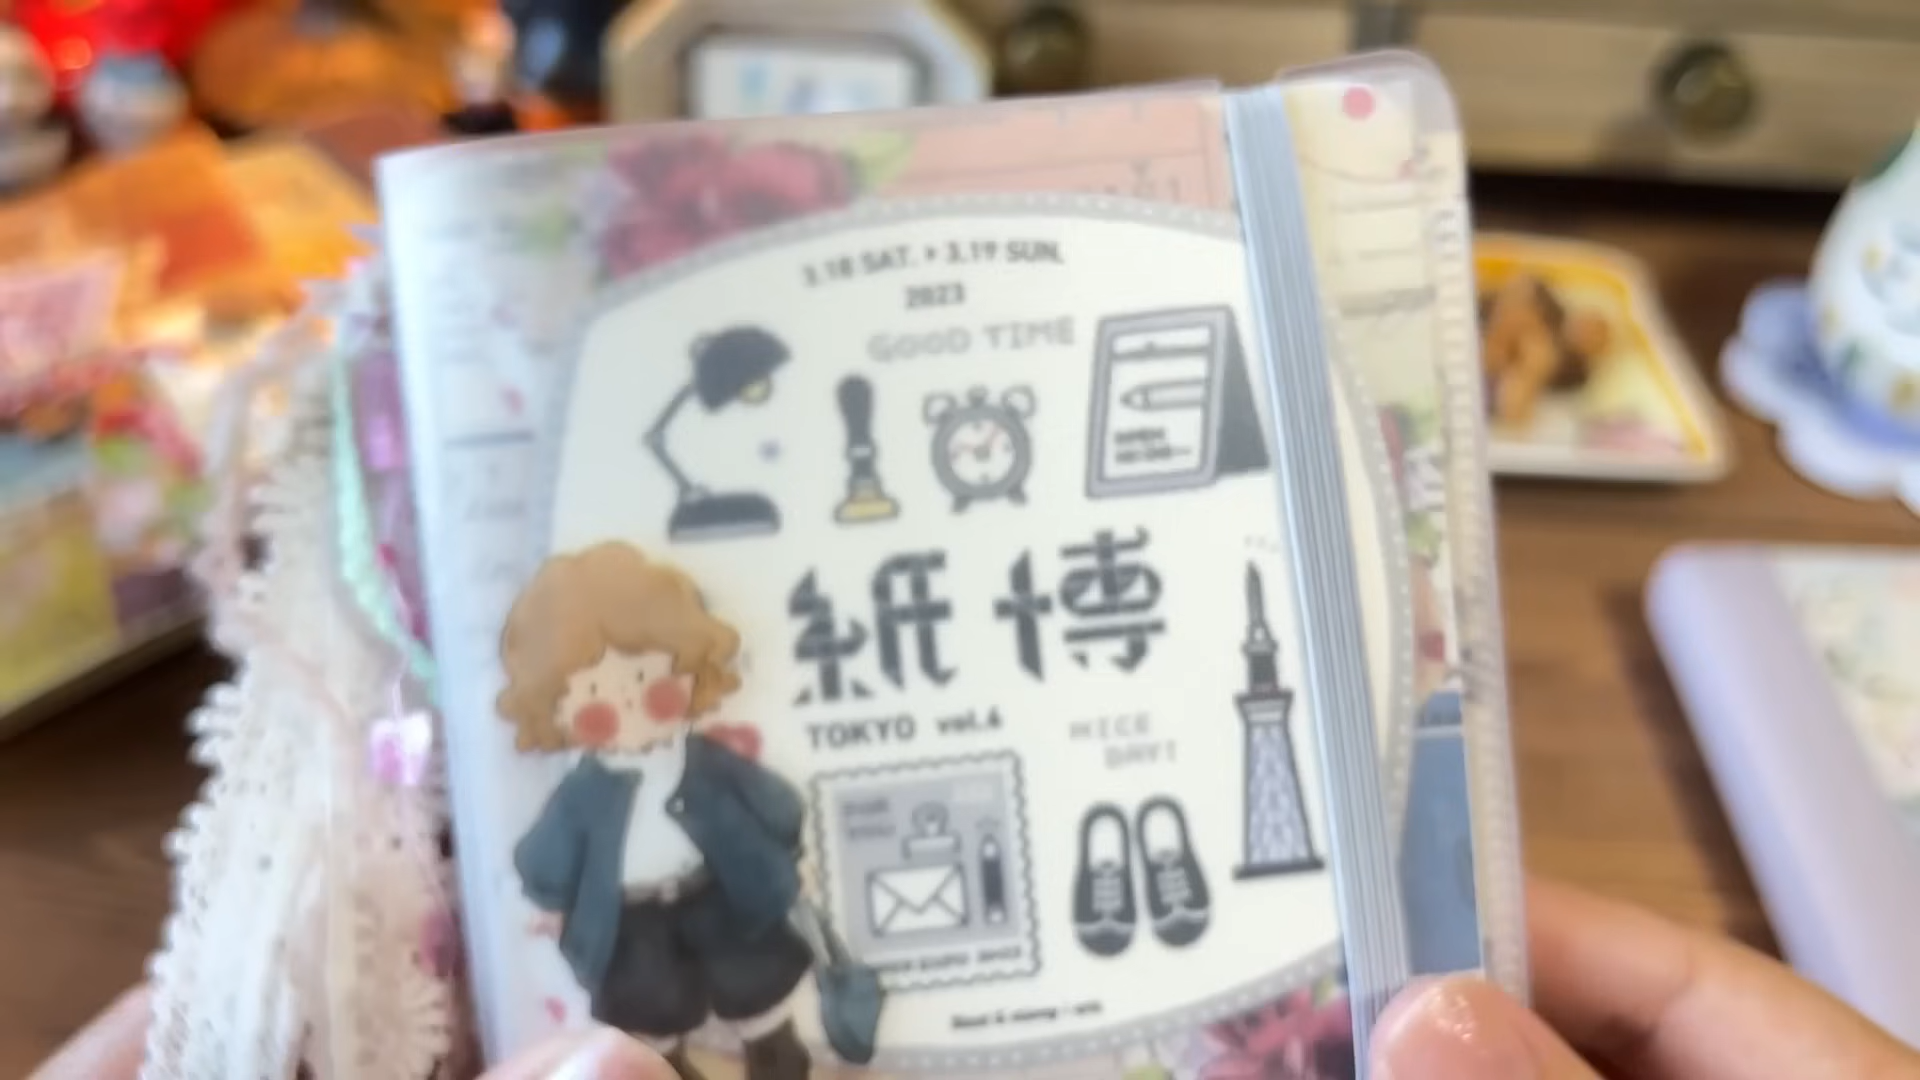 3.18 SAT. ▸ 3.19 SUN.
2023
GOOD TIME
紙博
TOKYO vol.6
NICE
DAY!